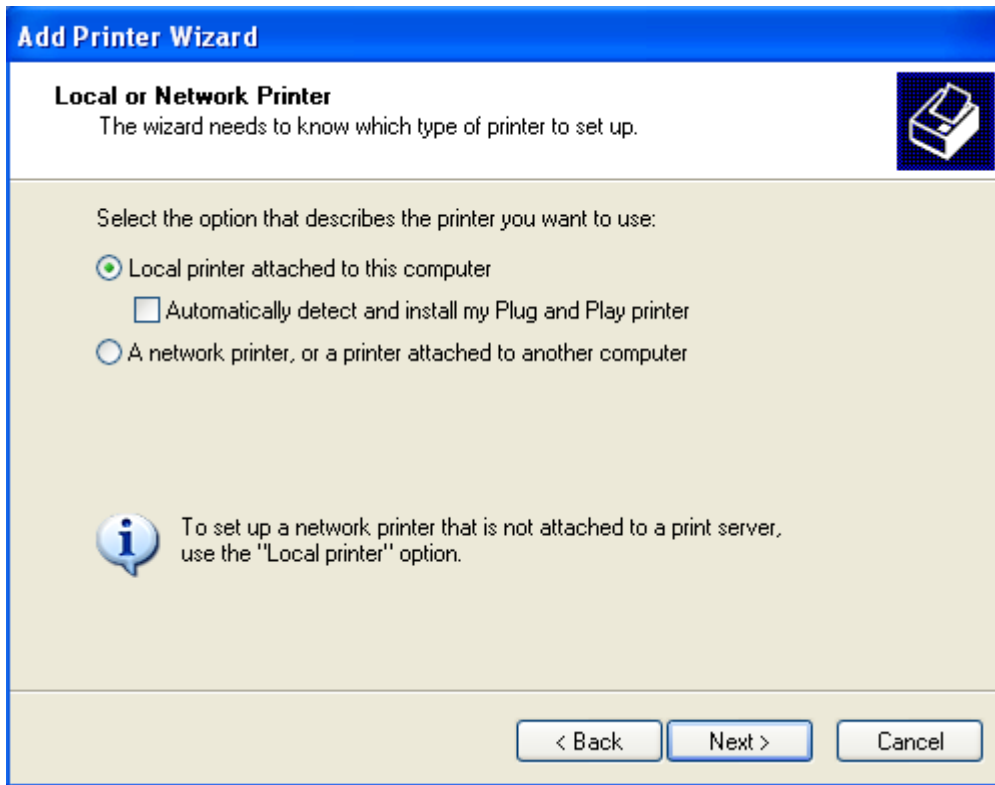 Add Printer Wizard
Local or Network Printer
The wizard needs to know which type of printer to set up.
Select the option that describes the printer you want to use:
Local printer attached to this computer
Automatically detect and install my Plug and Play printer
A network printer, or a printer attached to another computer
To set up a network printer that is not attached to a print server,
use the "Local printer" option.
< Back Next > Cancel